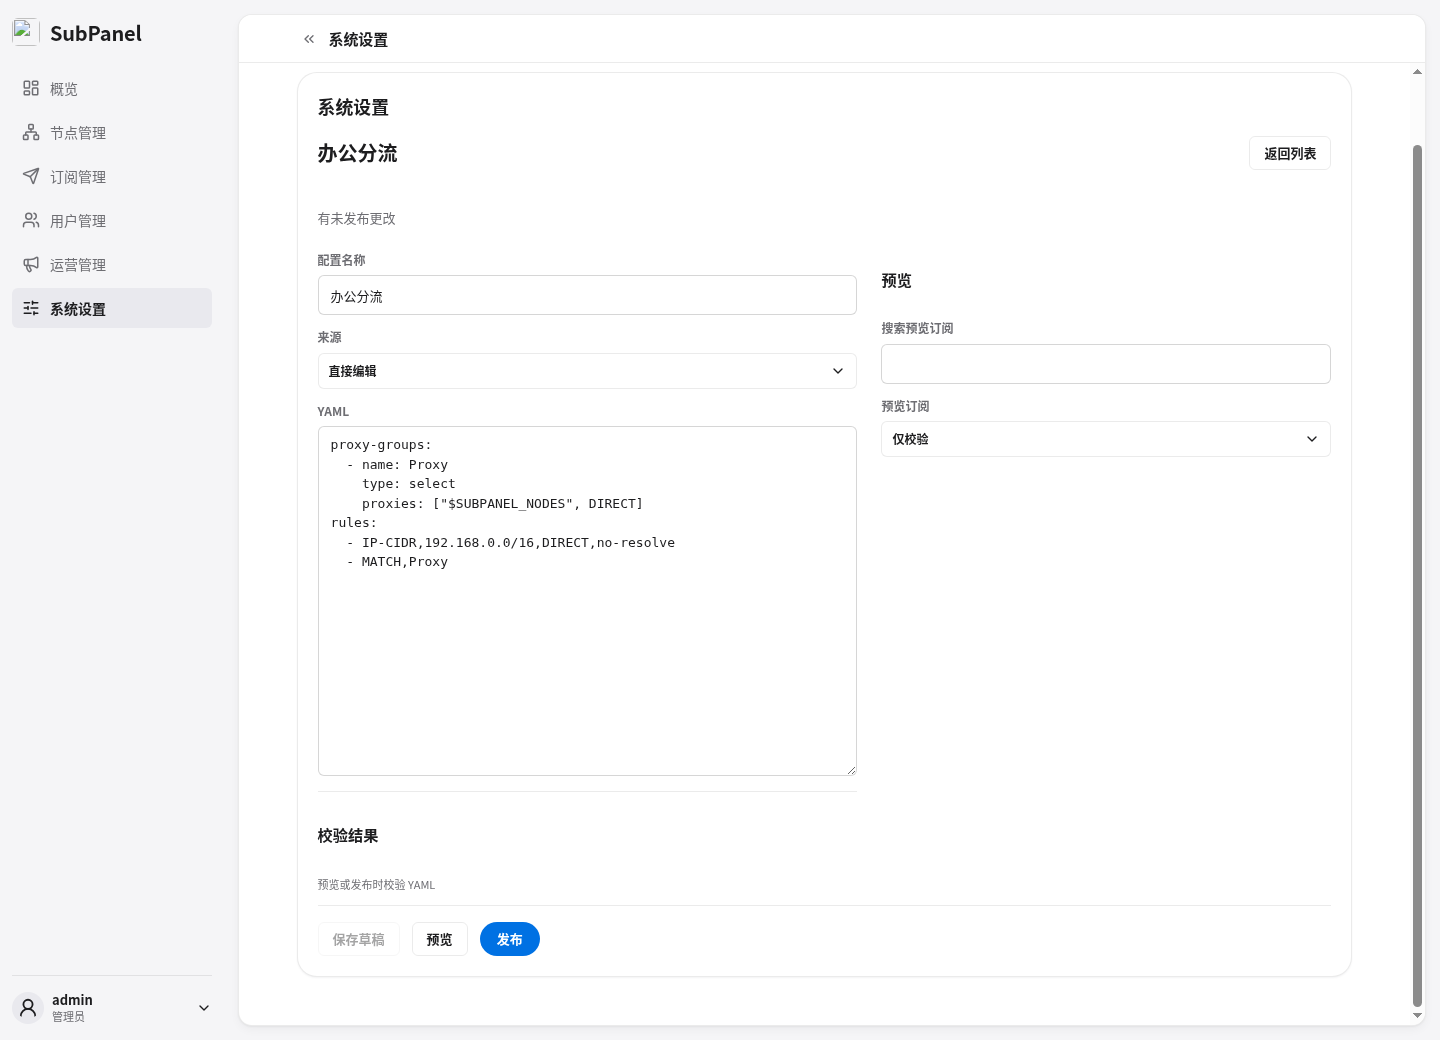 SubPanel
概览
节点管理
订阅管理
用户管理
运营管理
系统设置
admin
管理员
系统设置
系统设置
办公分流
返回列表
有未发布更改
配置名称
办公分流
来源
直接编辑
YAML
proxy-groups:
  - name: Proxy
    type: select
    proxies: ["$SUBPANEL_NODES", DIRECT]
rules:
  - IP-CIDR,192.168.0.0/16,DIRECT,no-resolve
  - MATCH,Proxy
预览
搜索预览订阅
预览订阅
仅校验
校验结果
预览或发布时校验 YAML
保存草稿
预览
发布